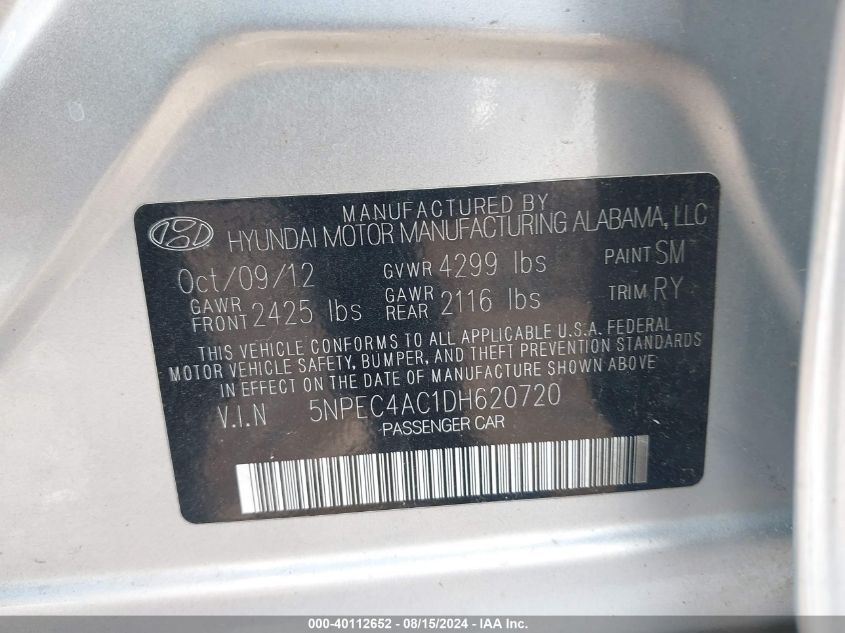 MANUFACTURED BY
HYUNDAI MOTOR MANUFACTURING ALABAMA, LLC
Oct/09/12 GVWR 4299 lbs PAINT SM
GAWR FRONT 2425 lbs GAWR REAR 2116 lbs TRIM RY
THIS VEHICLE CONFORMS TO ALL APPLICABLE U.S.A. FEDERAL
MOTOR VEHICLE SAFETY, BUMPER, AND THEFT PREVENTION STANDARDS
IN EFFECT ON THE DATE OF MANUFACTURE SHOWN ABOVE
V.I.N 5NPEC4AC1DH620720
PASSENGER CAR
000-40112652 - 08/15/2024 - IAA Inc.